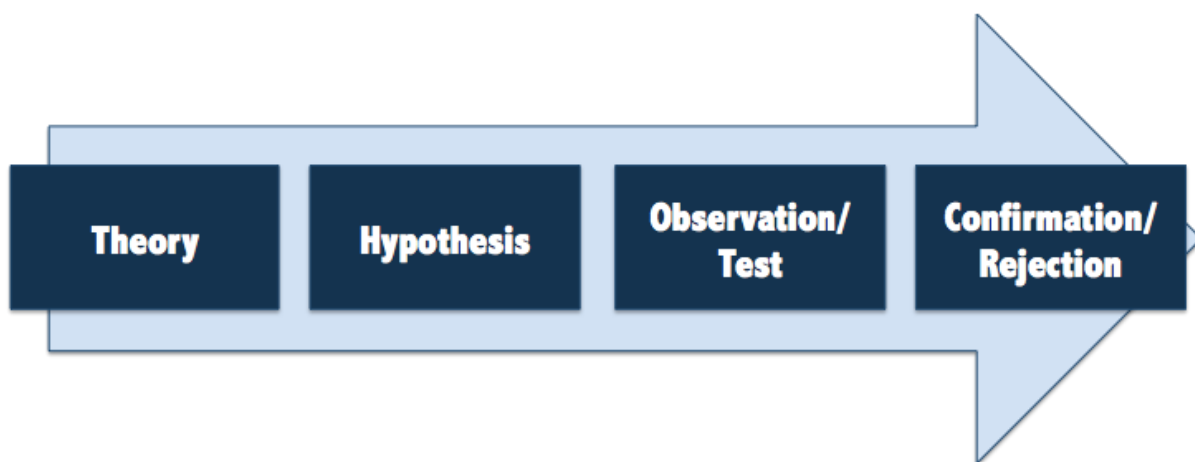 Theory
Hypothesis
Observation/
Test
Confirmation/
Rejection